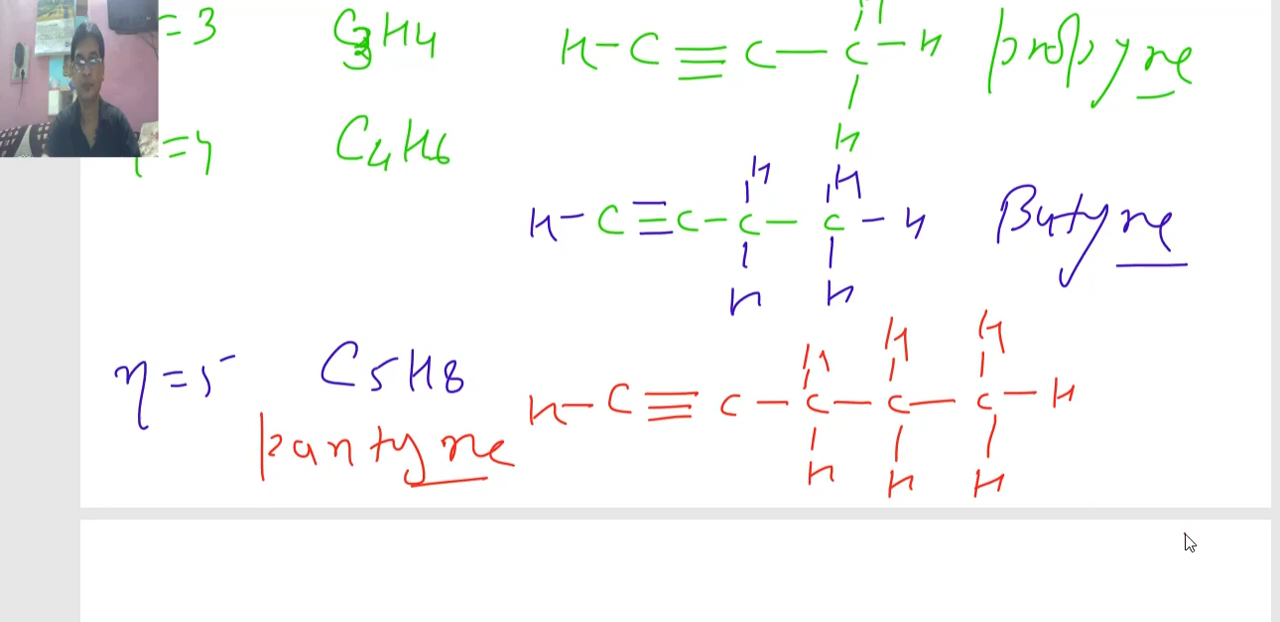 =3 C3H4 H-C≡C-C-H propyne
H
=4 C4H6
H H
H-C≡C-C-C-H Butyne
H H
H H H
η=5 C5H8 H-C≡C-C-C-C-H
pantyne
H H H